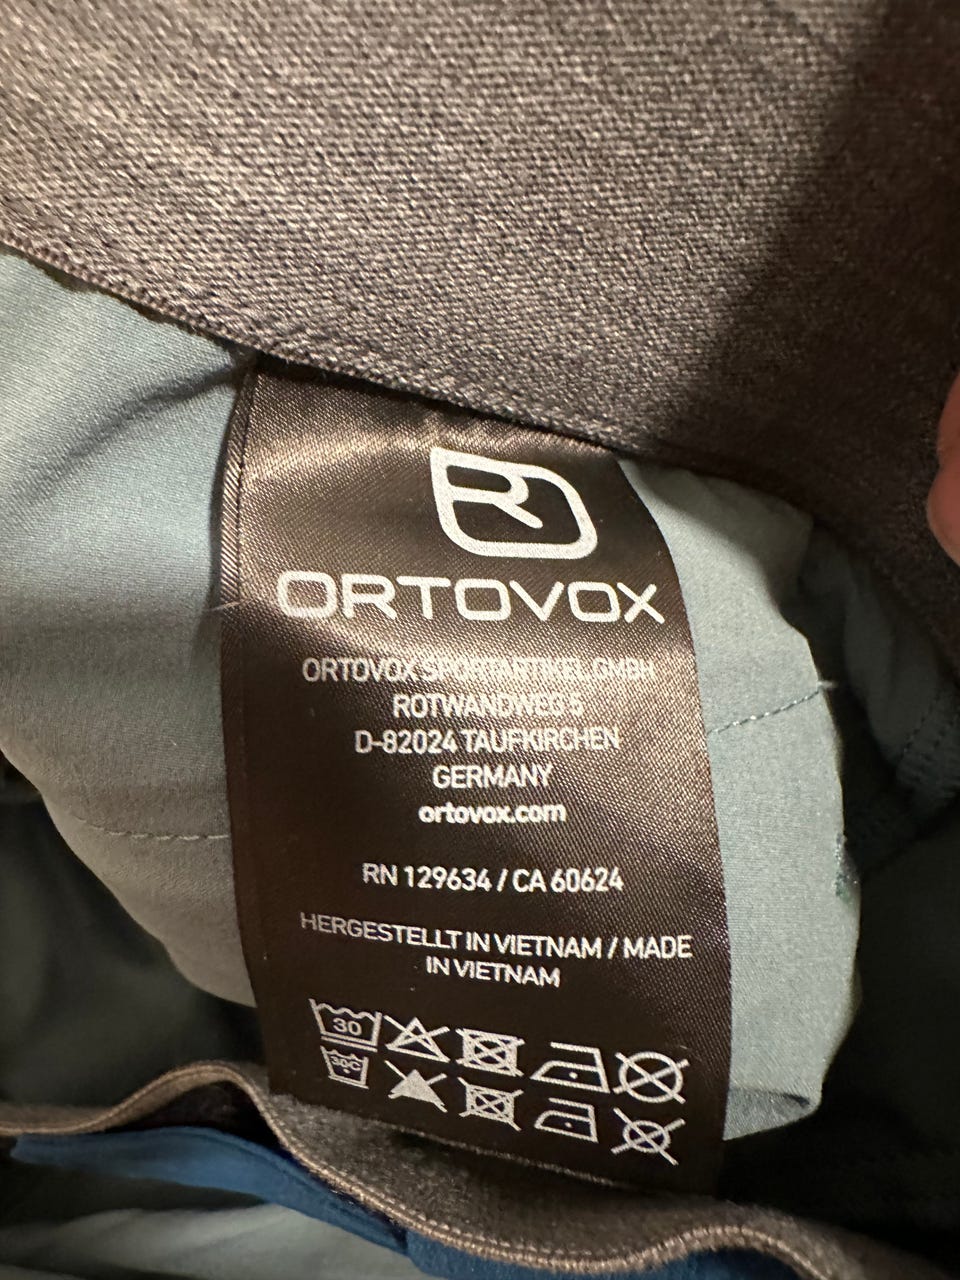 ORTOVOX
ORTOVOX SPORTARTIKEL GMBH
ROTWANDWEG 5
D-82024 TAUFKIRCHEN
GERMANY
ortovox.com
RN 129634 / CA 60624
HERGESTELLT IN VIETNAM / MADE
IN VIETNAM
30
30C